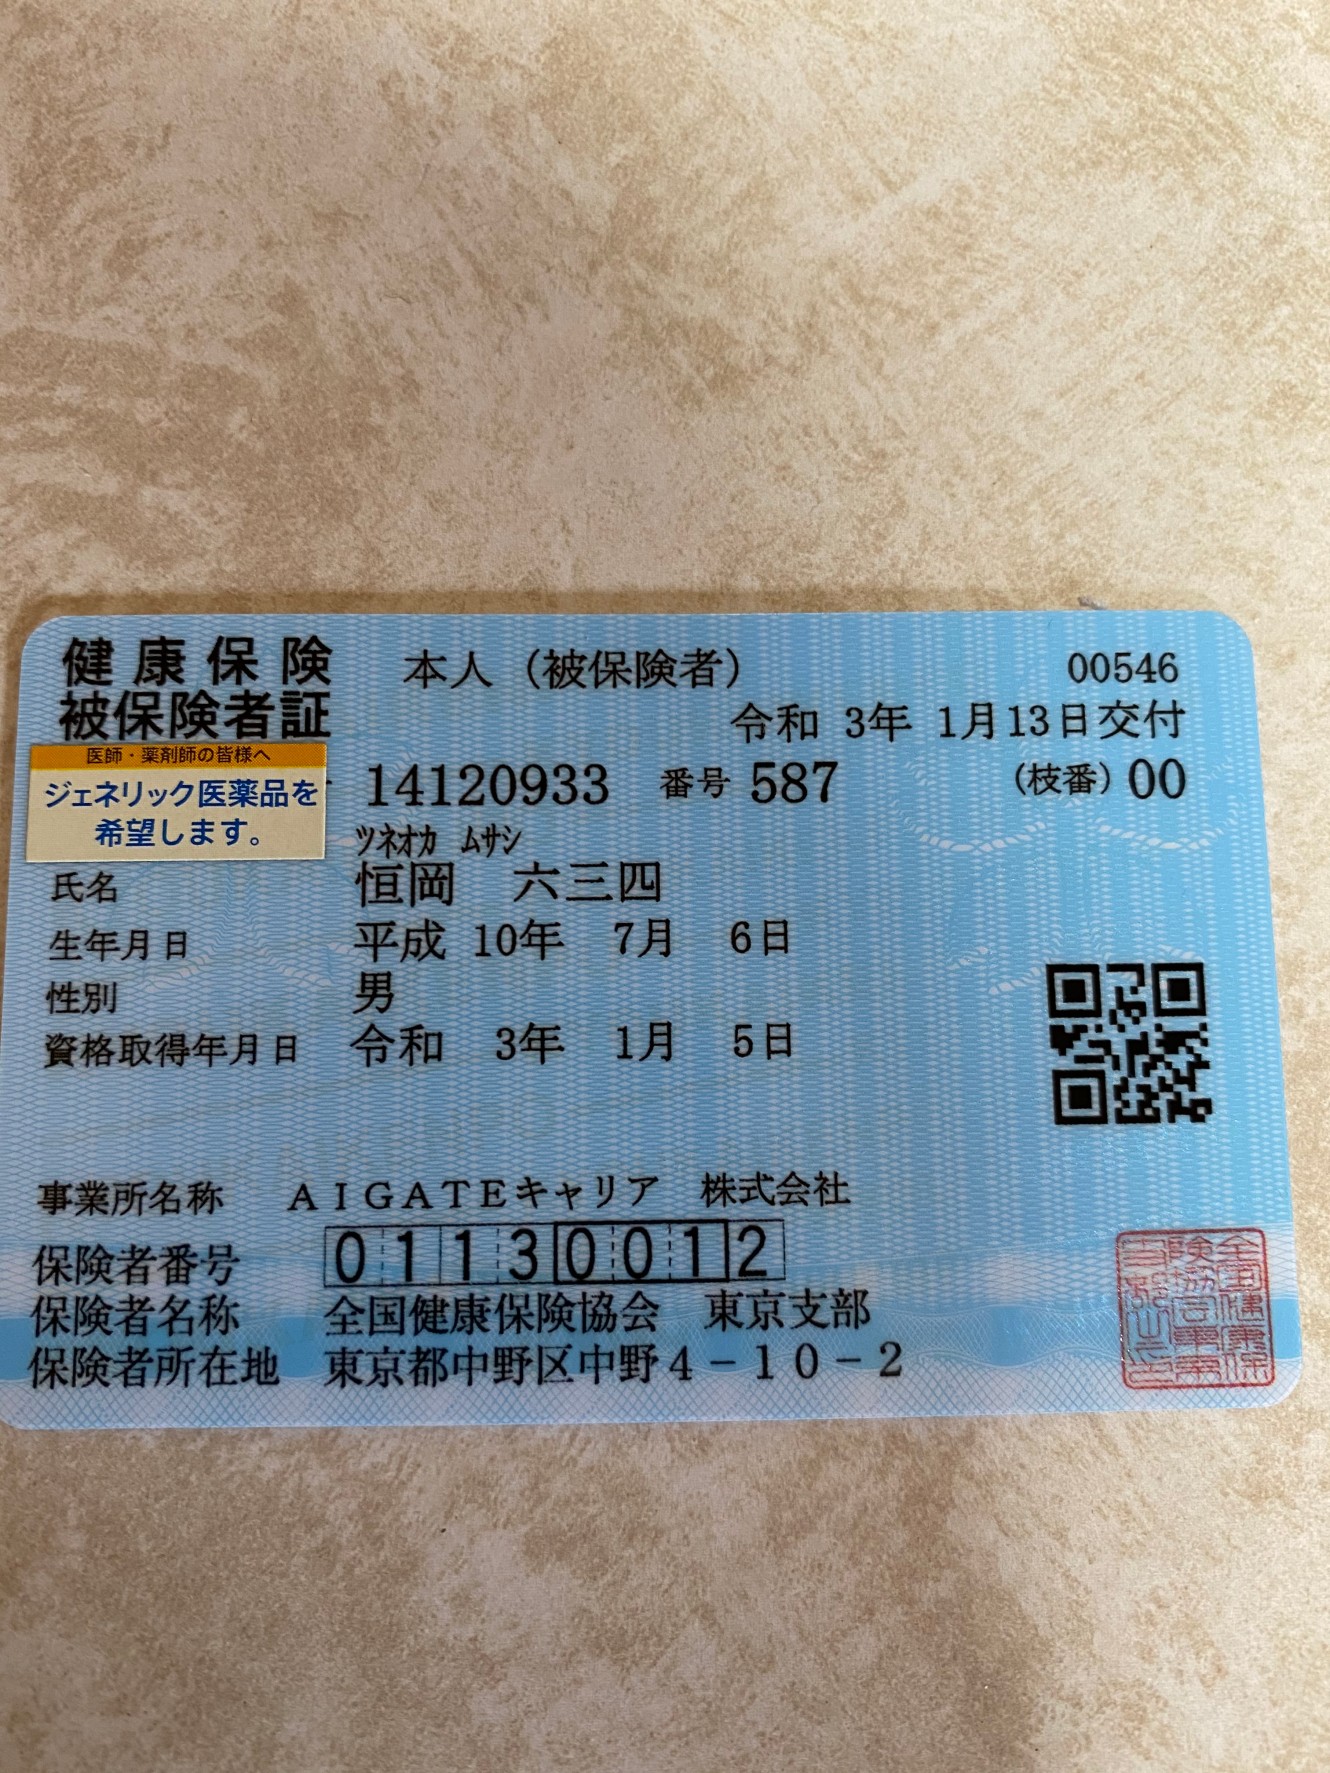 健康保険 本人（被保険者） 00546
被保険者証 令和 3年 1月13日交付
医師・薬剤師の皆様へ
ジェネリック医薬品を
希望します。
14120933 番号 587 (枝番) 00
ツネオカ ムサシ
氏名 恒岡 六三四
生年月日 平成 10年 7月 6日
性別 男
資格取得年月日 令和 3年 1月 5日
事業所名称 ＡＩＧＡＴＥキャリア 株式会社
保険者番号 01130012
保険者名称 全国健康保険協会 東京支部
保険者所在地 東京都中野区中野４－１０－２